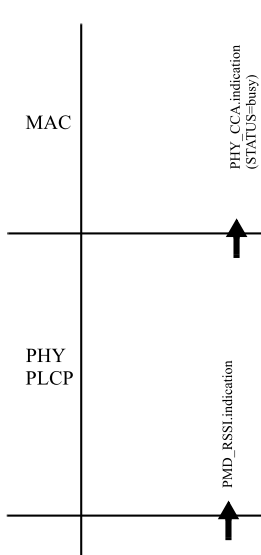 MAC
PHY_CCA.indication
(STATUS=busy)
PHY
PLCP
PMD_RSSI.indication